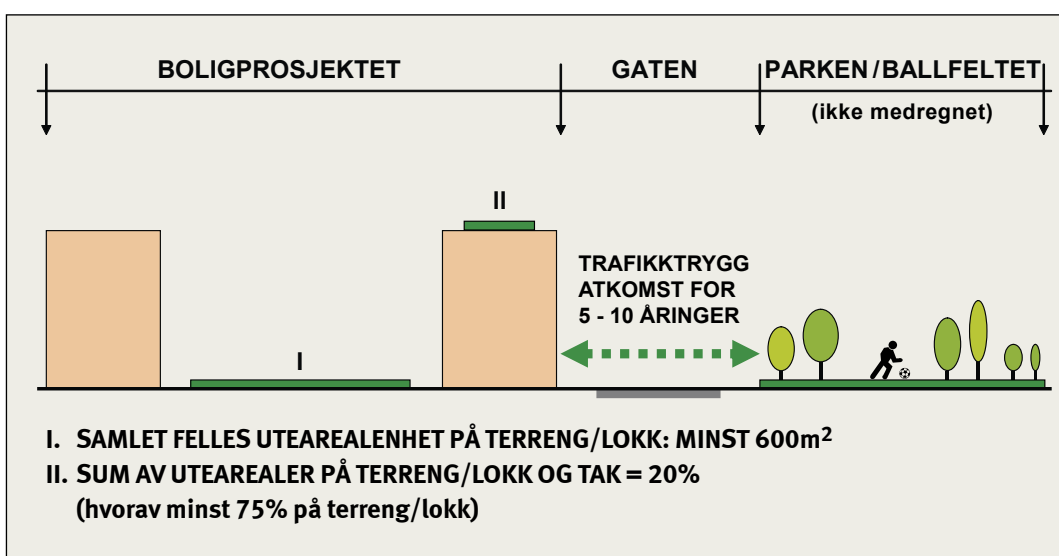 BOLIGPROSJEKTET
GATEN
PARKEN/BALLFELTET
(ikke medregnet)
II
TRAFIKKTRYGG
ATKOMST FOR
5 - 10 ÅRINGER
I
I. SAMLET FELLES UTEAREALENHET PÅ TERRENG/LOKK: MINST 600m²
II. SUM AV UTEAREALER PÅ TERRENG/LOKK OG TAK = 20%
(hvorav minst 75% på terreng/lokk)